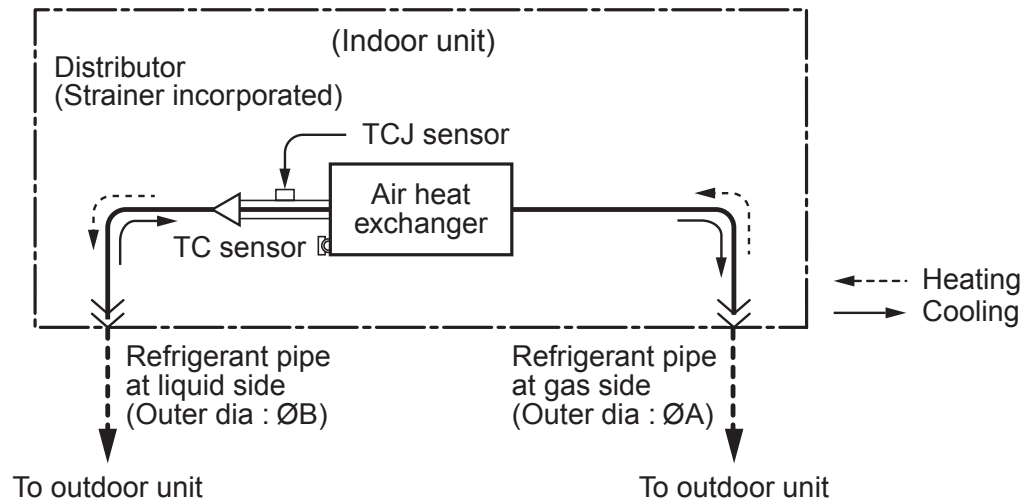 (Indoor unit)
Distributor
(Strainer incorporated)
TCJ sensor
Air heat
exchanger
TC sensor
Heating
Cooling
Refrigerant pipe
at liquid side
(Outer dia : ØB)
Refrigerant pipe
at gas side
(Outer dia : ØA)
To outdoor unit
To outdoor unit